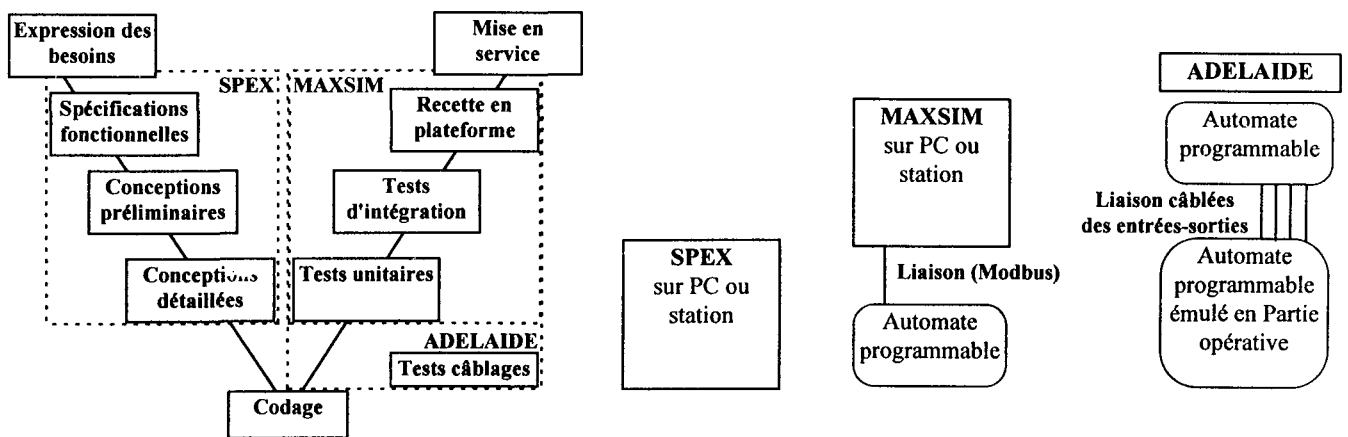 Expression des
besoins
Mise en
service
SPEX
MAXSIM
Spécifications
fonctionnelles
Recette en
plateforme
Conceptions
préliminaires
Tests
d'intégration
Conceptions
détaillées
Tests unitaires
ADELAIDE
Tests câblages
Codage
SPEX
sur PC ou
station
MAXSIM
sur PC ou
station
Liaison (Modbus)
Automate
programmable
ADELAIDE
Automate
programmable
Liaison câblées
des entrées-sorties
Automate
programmable
émulé en Partie
opérative